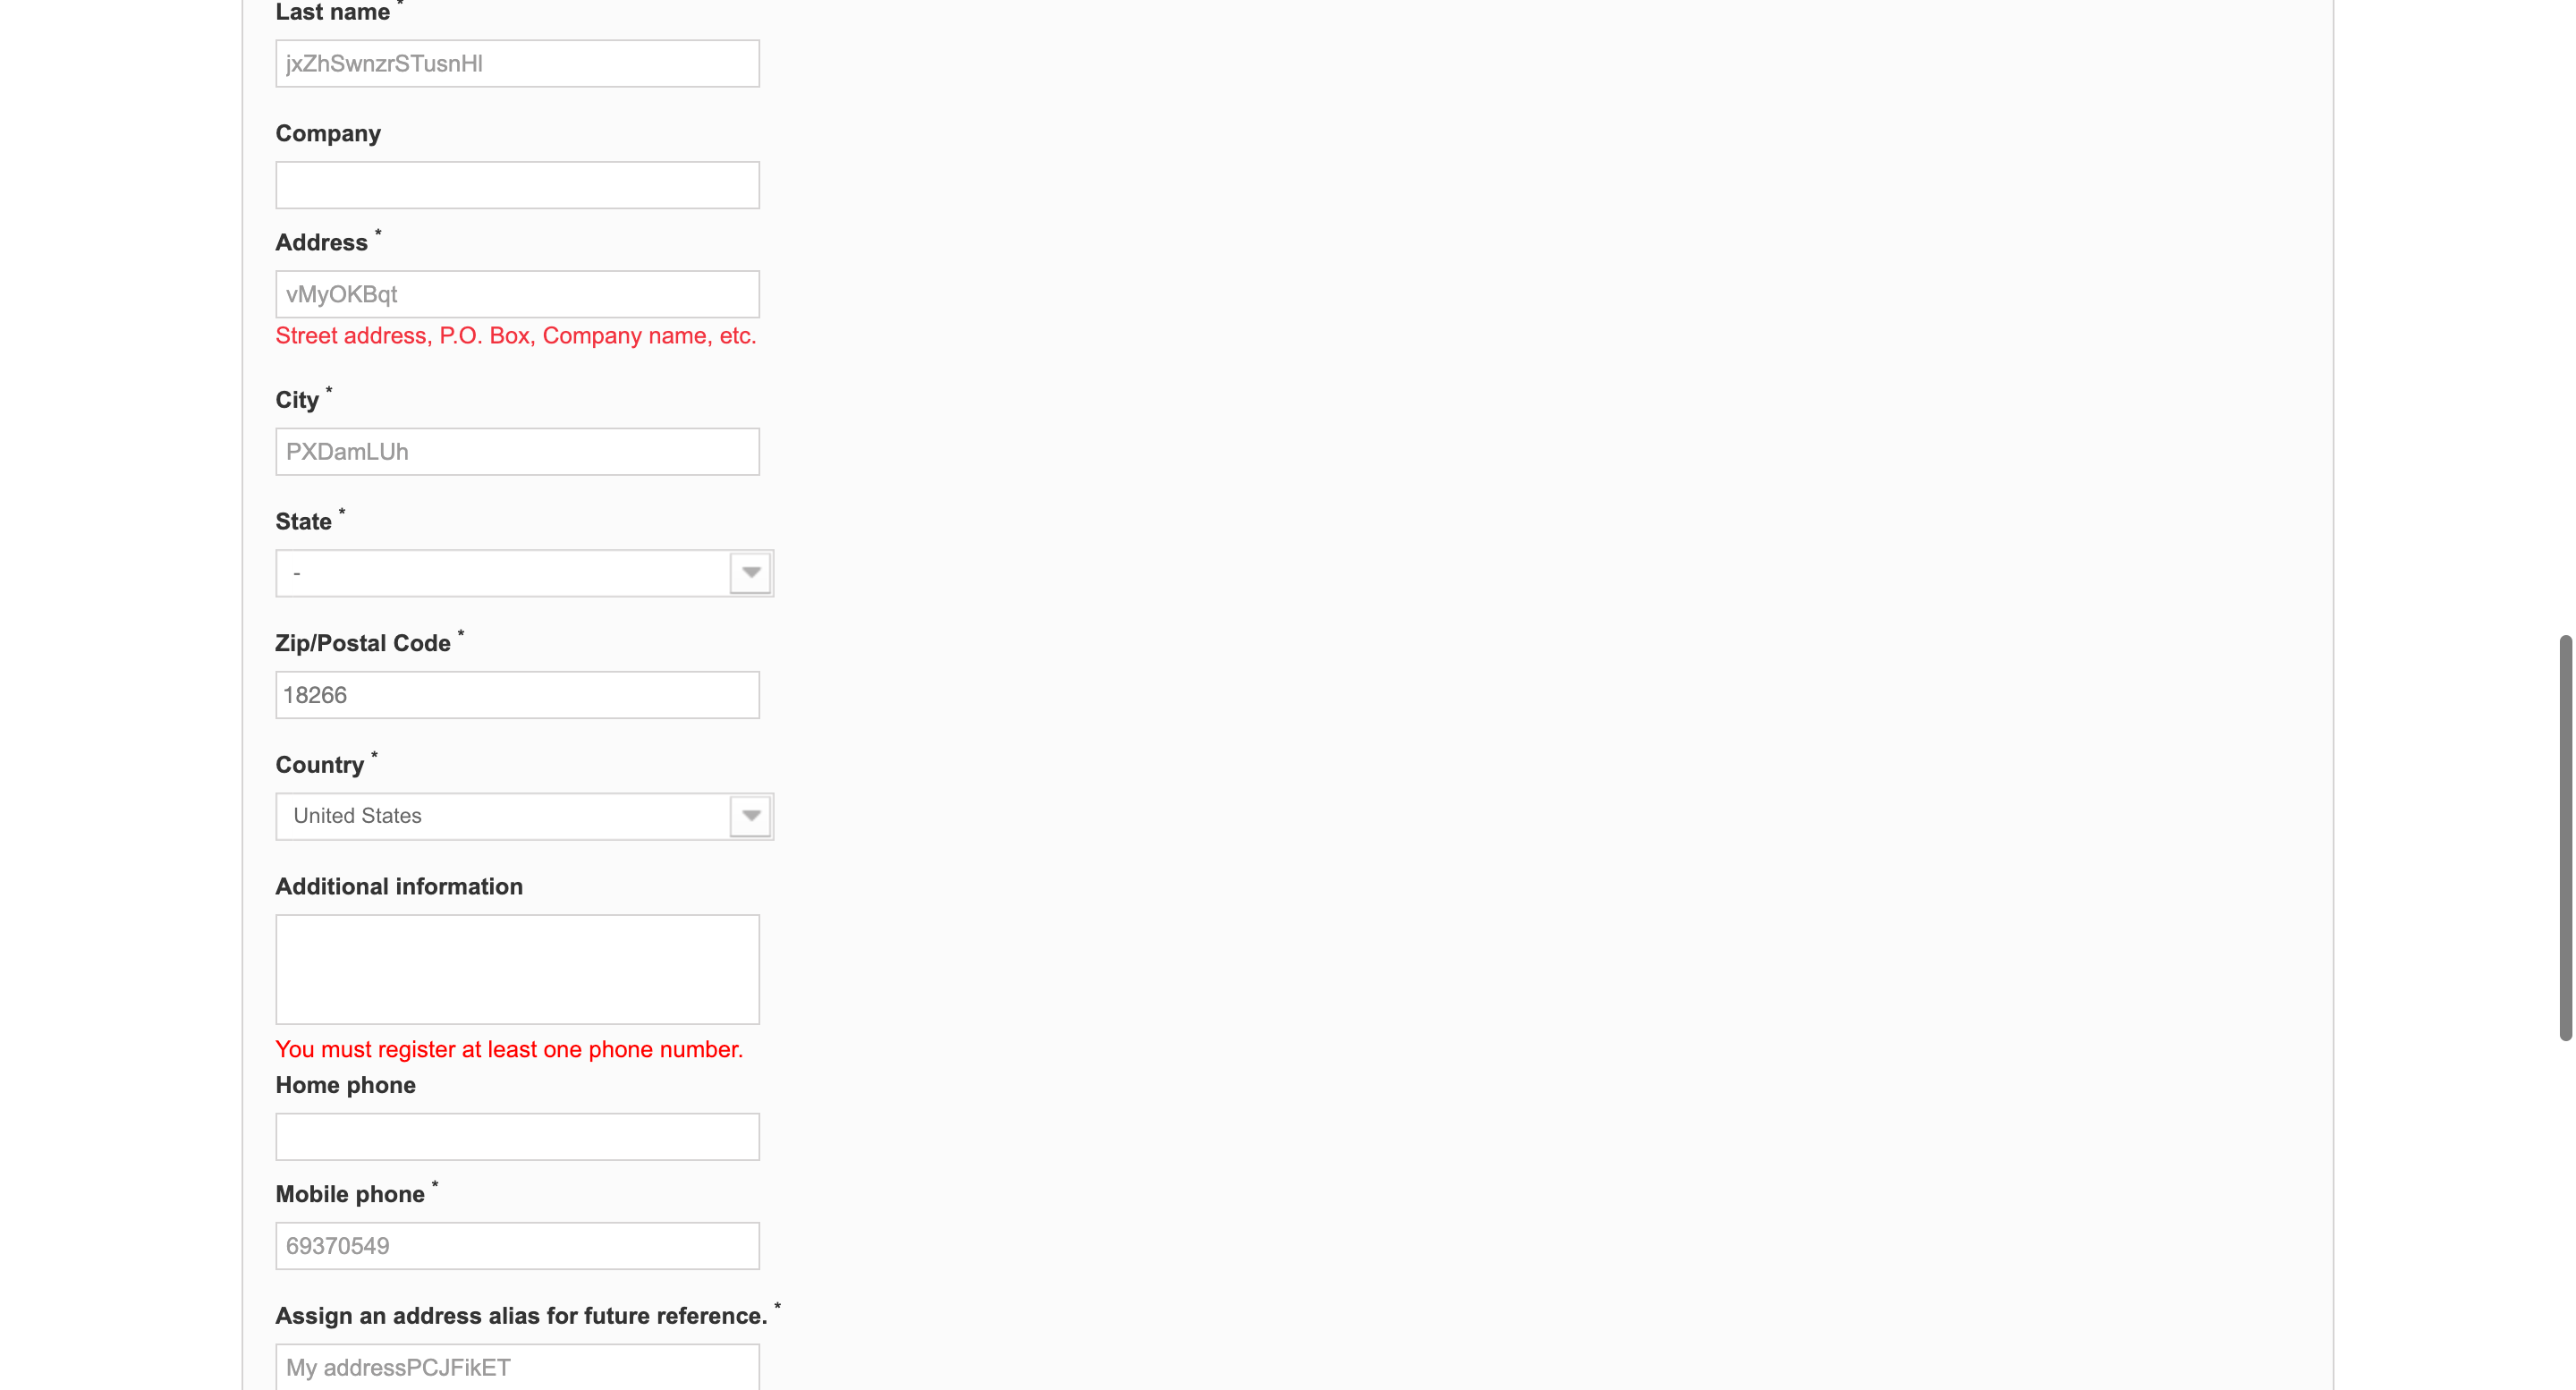 Last name *
jxZhSwnzrSTusnHl
Company
Address *
vMyOKBqt
Street address, P.O. Box, Company name, etc.
City *
PXDamLUh
State *
-
Zip/Postal Code *
18266
Country *
United States
Additional information
You must register at least one phone number.
Home phone
Mobile phone *
69370549
Assign an address alias for future reference. *
My addressPCJFikET